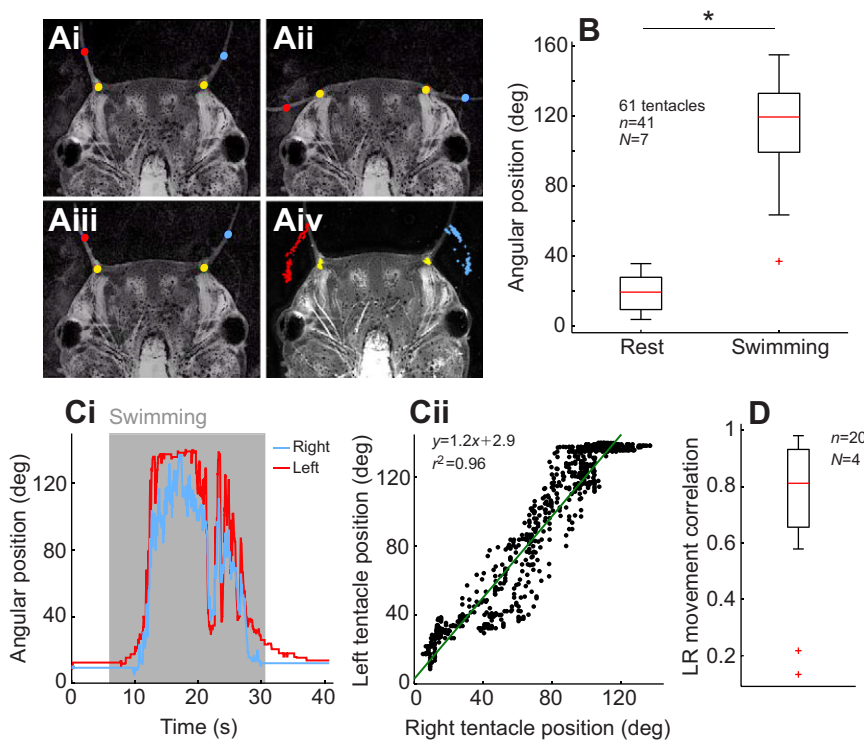 Ai
Aii
Aiii
Aiv
B
*
Angular position (deg)
160
120
80
40
0
61 tentacles
n=41
N=7
Rest
Swimming
Ci
Swimming
Right
Left
Angular position (deg)
120
80
40
0
0
10
20
30
40
Time (s)
Cii
y=1.2x+2.9
r²=0.96
Left tentacle position (deg)
120
80
40
0
0
40
80
120
Right tentacle position (deg)
D
LR movement correlation
1
0.8
0.6
0.4
0.2
n=20
N=4